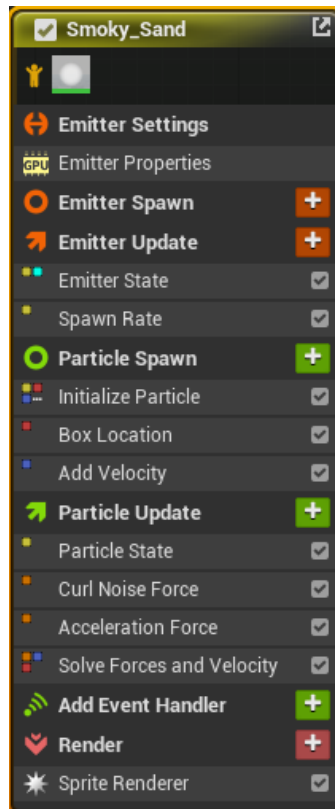 Smoky_Sand
Emitter Settings
GPU Emitter Properties
Emitter Spawn
Emitter Update
Emitter State
Spawn Rate
Particle Spawn
Initialize Particle
Box Location
Add Velocity
Particle Update
Particle State
Curl Noise Force
Acceleration Force
Solve Forces and Velocity
Add Event Handler
Render
Sprite Renderer